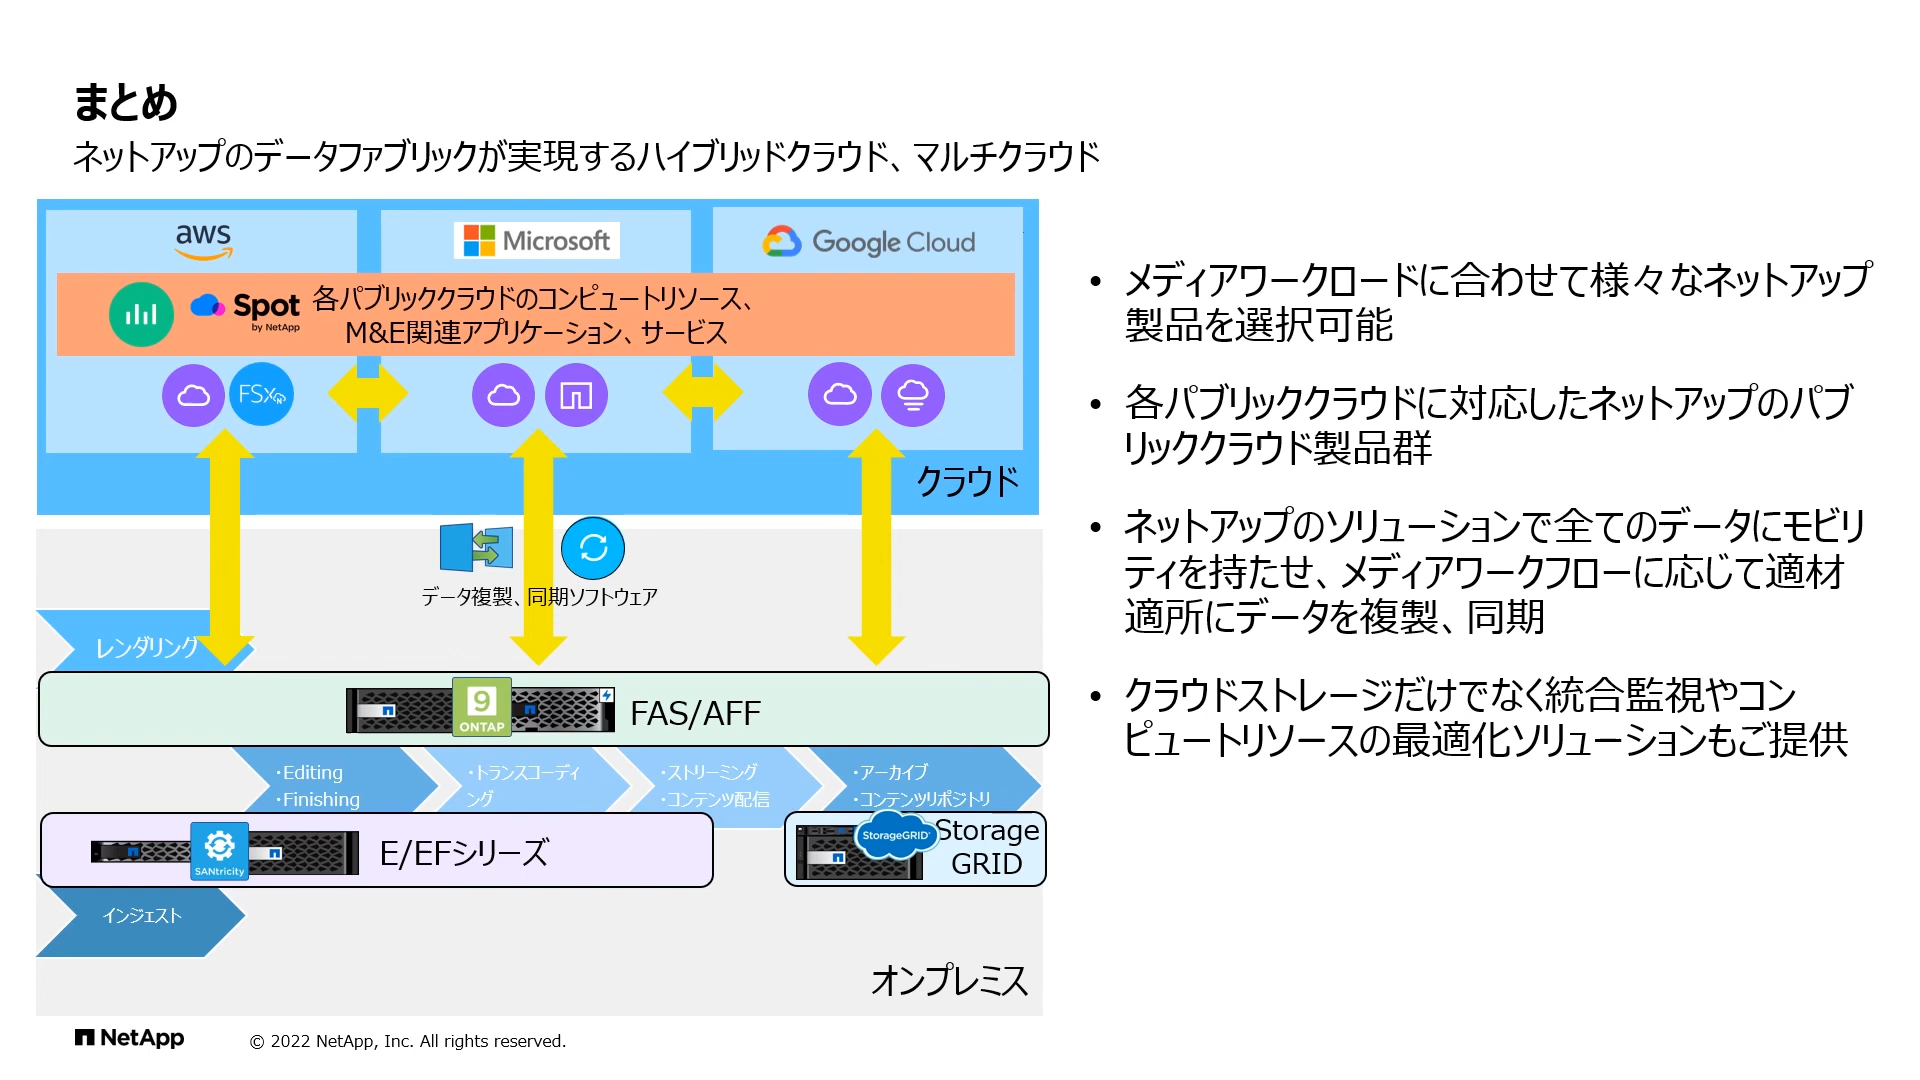 まとめ
ネットアップのデータファブリックが実現するハイブリッドクラウド、マルチクラウド
aws
Microsoft
Google Cloud
Spot
by NetApp
各パブリッククラウドのコンピュートリソース、
M&E関連アプリケーション、サービス
FSx
クラウド
データ複製、同期ソフトウェア
レンダリング
9
ONTAP
FAS/AFF
・Editing
・Finishing
・トランスコーディ
ング
・ストリーミング
・コンテンツ配信
・アーカイブ
・コンテンツリポジトリ
SANtricity
E/EFシリーズ
StorageGRID
Storage
GRID
インジェスト
オンプレミス
• メディアワークロードに合わせて様々なネットアップ
製品を選択可能
• 各パブリッククラウドに対応したネットアップのパブ
リッククラウド製品群
• ネットアップのソリューションで全てのデータにモビリ
ティを持たせ、メディアワークフローに応じて適材
適所にデータを複製、同期
• クラウドストレージだけでなく統合監視やコン
ピュートリソースの最適化ソリューションもご提供
NetApp
© 2022 NetApp, Inc. All rights reserved.